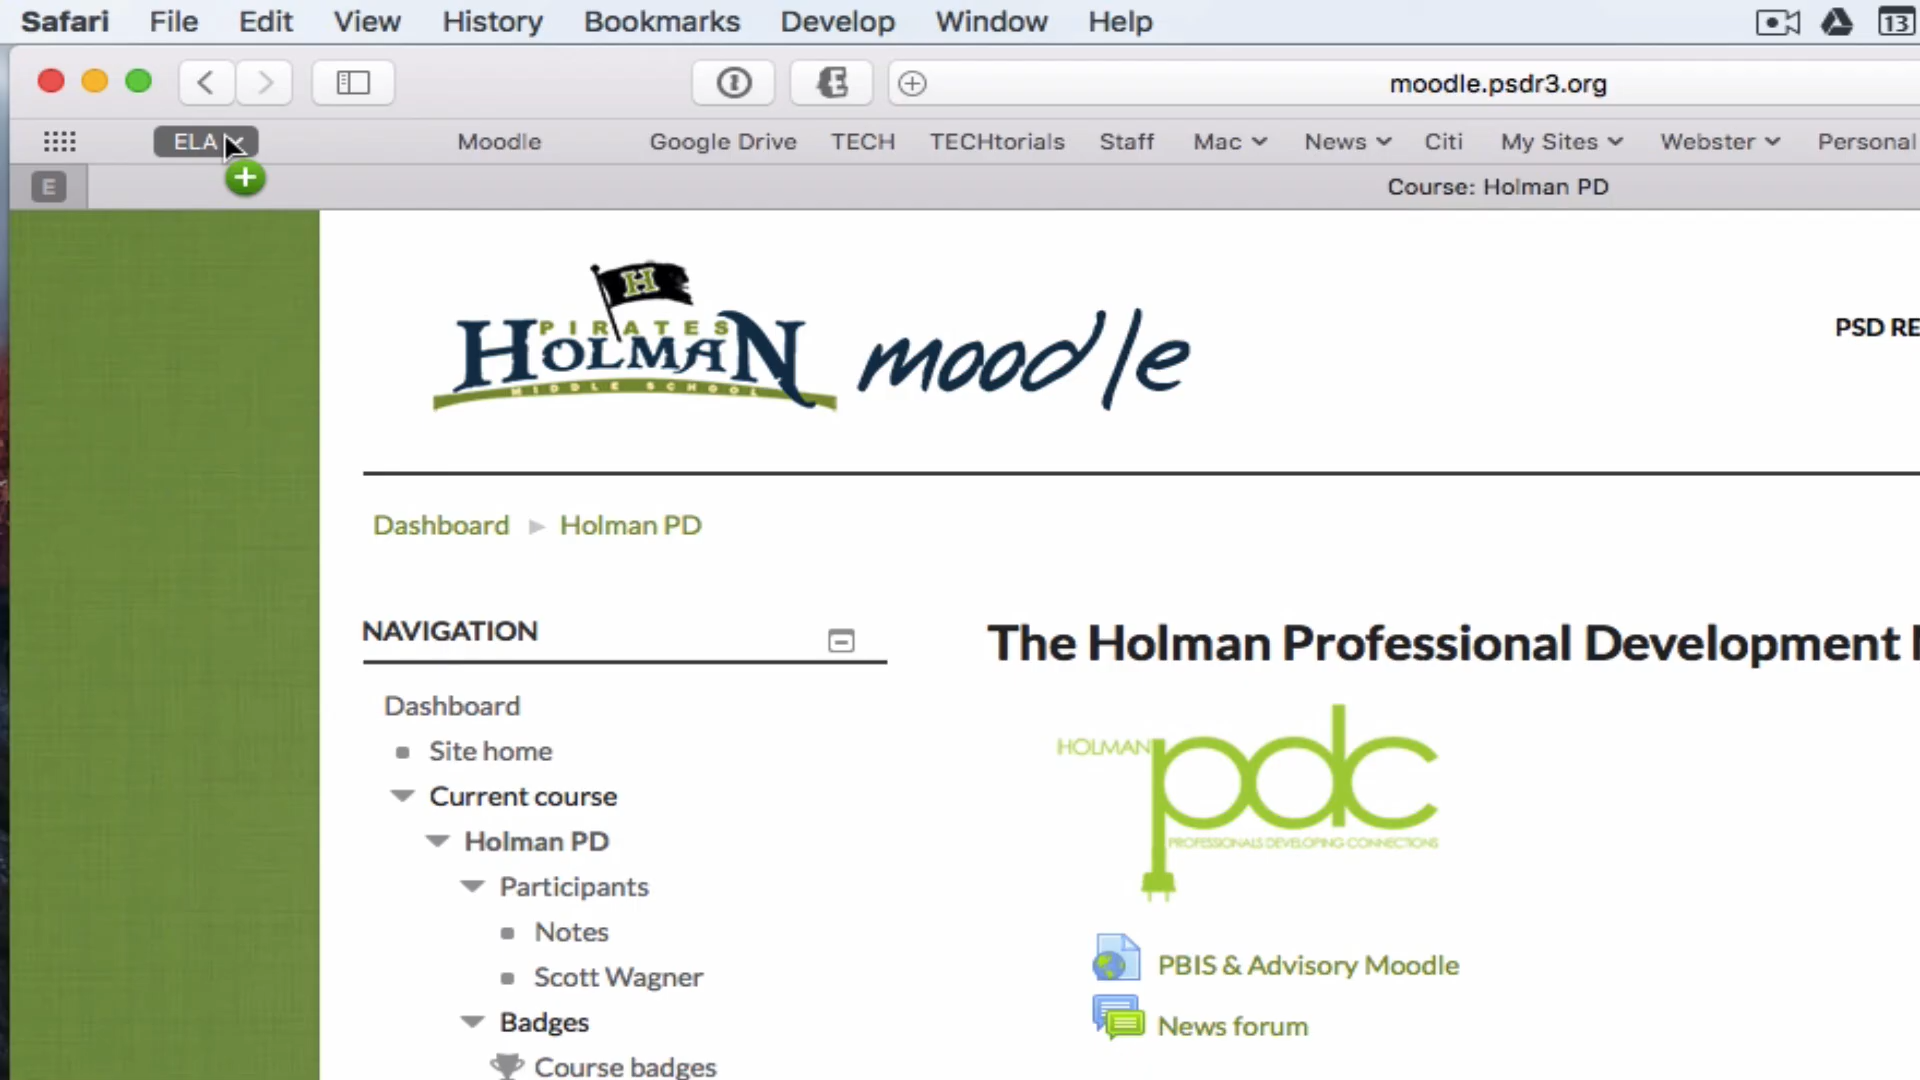 Safari File Edit View History Bookmarks Develop Window Help 13
moodle.psdr3.org
ELA Moodle Google Drive TECH TECHtorials Staff Mac News Citi My Sites Webster Personal
E Course: Holman PD
H
PIRATES
HOLMAN moodle
MIDDLE SCHOOL
PSD RE
Dashboard ► Holman PD
NAVIGATION
The Holman Professional Development
Dashboard
Site home
Current course
Holman PD
Participants
Notes
Scott Wagner
Badges
Course badges
HOLMAN pdc
PROFESSIONALS DEVELOPING CONNECTIONS
PBIS & Advisory Moodle
News forum